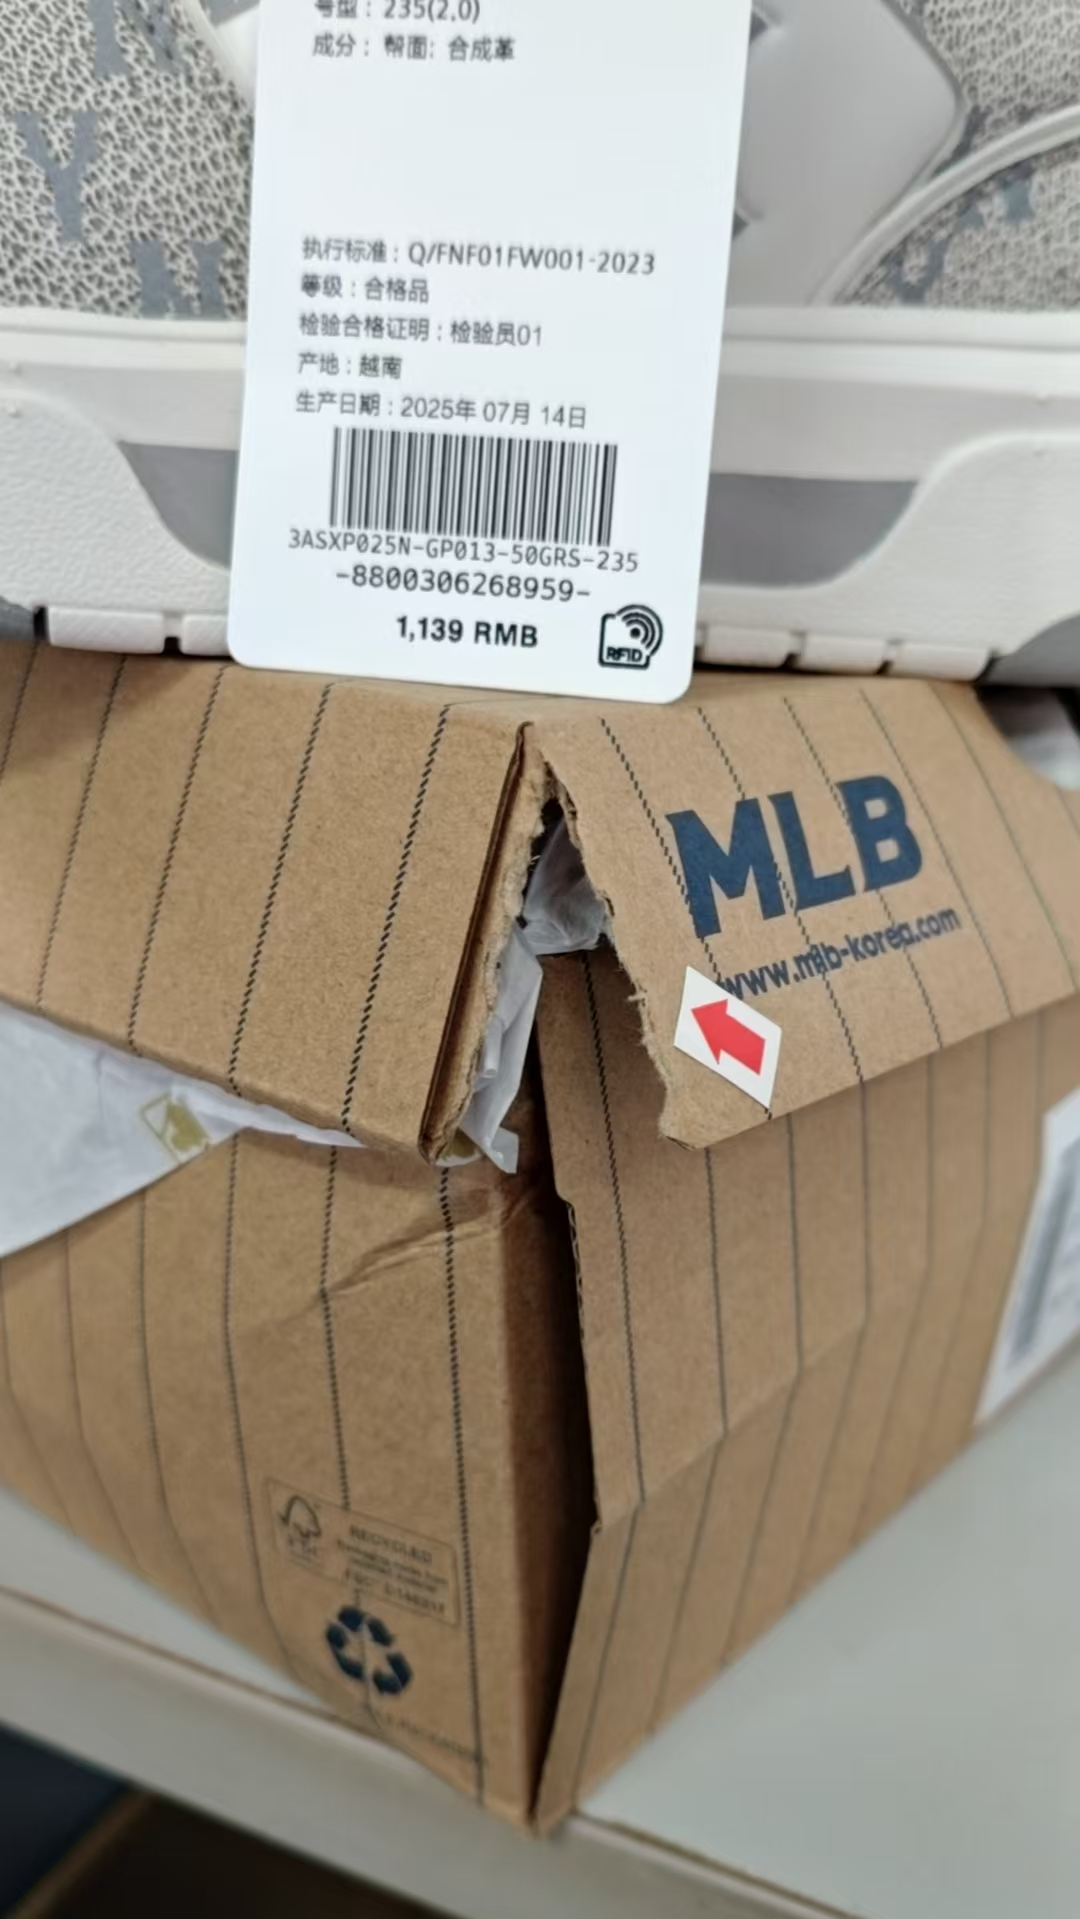 号型：235(2.0)
成分：帮面：合成革
执行标准：Q/FNF01FW001-2023
等级：合格品
检验合格证明：检验员01
产地：越南
生产日期：2025年 07月 14日
3ASXP025N-GP013-50GRS-235
-8800306268959-
1,139 RMB
RFID
MLB
www.mlb-korea.com
RECYCLED